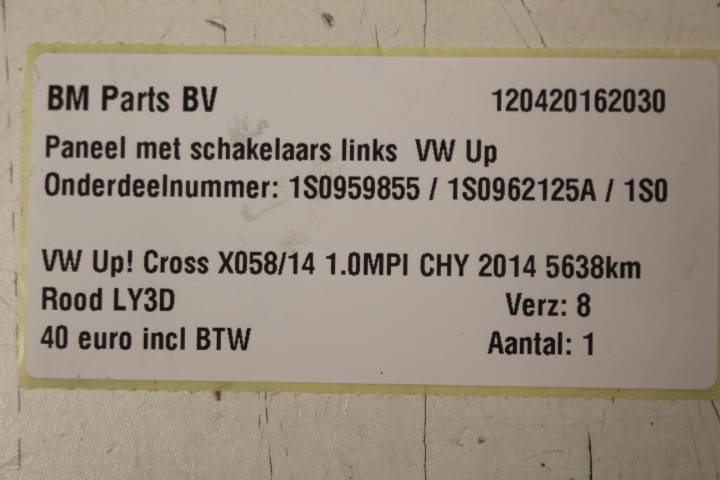 BM Parts BV 120420162030
Paneel met schakelaars links VW Up
Onderdeelnummer: 1S0959855 / 1S0962125A / 1S0
VW Up! Cross X058/14 1.0MPI CHY 2014 5638km
Rood LY3D Verz: 8
40 euro incl BTW Aantal: 1